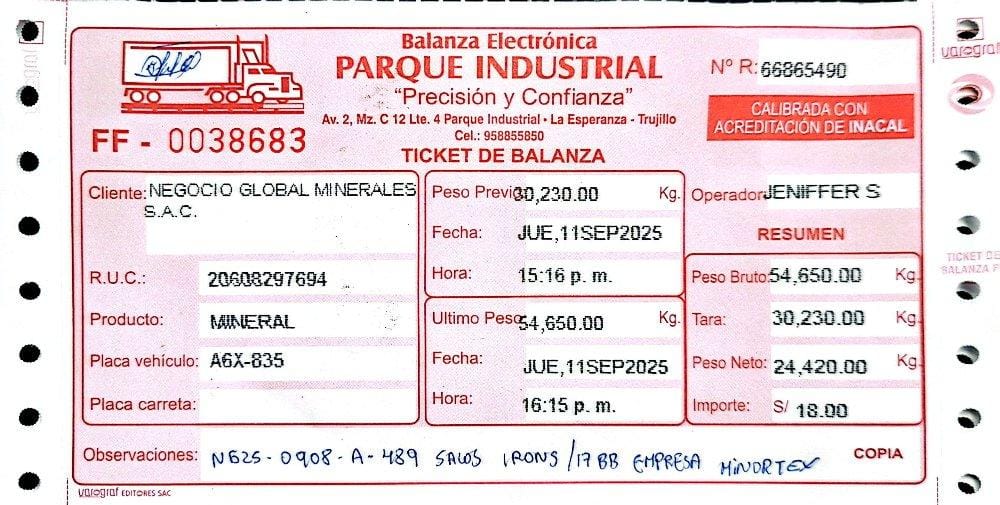 Balanza Electrónica
PARQUE INDUSTRIAL
"Precisión y Confianza"
Av. 2, Mz. C 12 Lte. 4 Parque Industrial • La Esperanza - Trujillo
Cel.: 958855850
TICKET DE BALANZA
FF - 0038683
Nº R: 66865490
CALIBRADA CON
ACREDITACIÓN DE INACAL
Cliente: NEGOCIO GLOBAL MINERALES
S.A.C.
R.U.C.: 20608297694
Producto: MINERAL
Placa vehículo: A6X-835
Placa carreta:
Peso Previo 30,230.00 Kg.
Fecha: JUE,11SEP2025
Hora: 15:16 p. m.
Ultimo Peso 54,650.00 Kg.
Fecha: JUE,11SEP2025
Hora: 16:15 p. m.
Operador JENIFFER S
RESUMEN
Peso Bruto: 54,650.00 Kg.
Tara: 30,230.00 Kg.
Peso Neto: 24,420.00 Kg.
Importe: S/ 18.00
Observaciones: NG25-0908-A-489 SACOS IRONS/17 BB EMPRESA MINORTEX
COPIA
varograf EDITORES SAC
varograf
TICKET DE